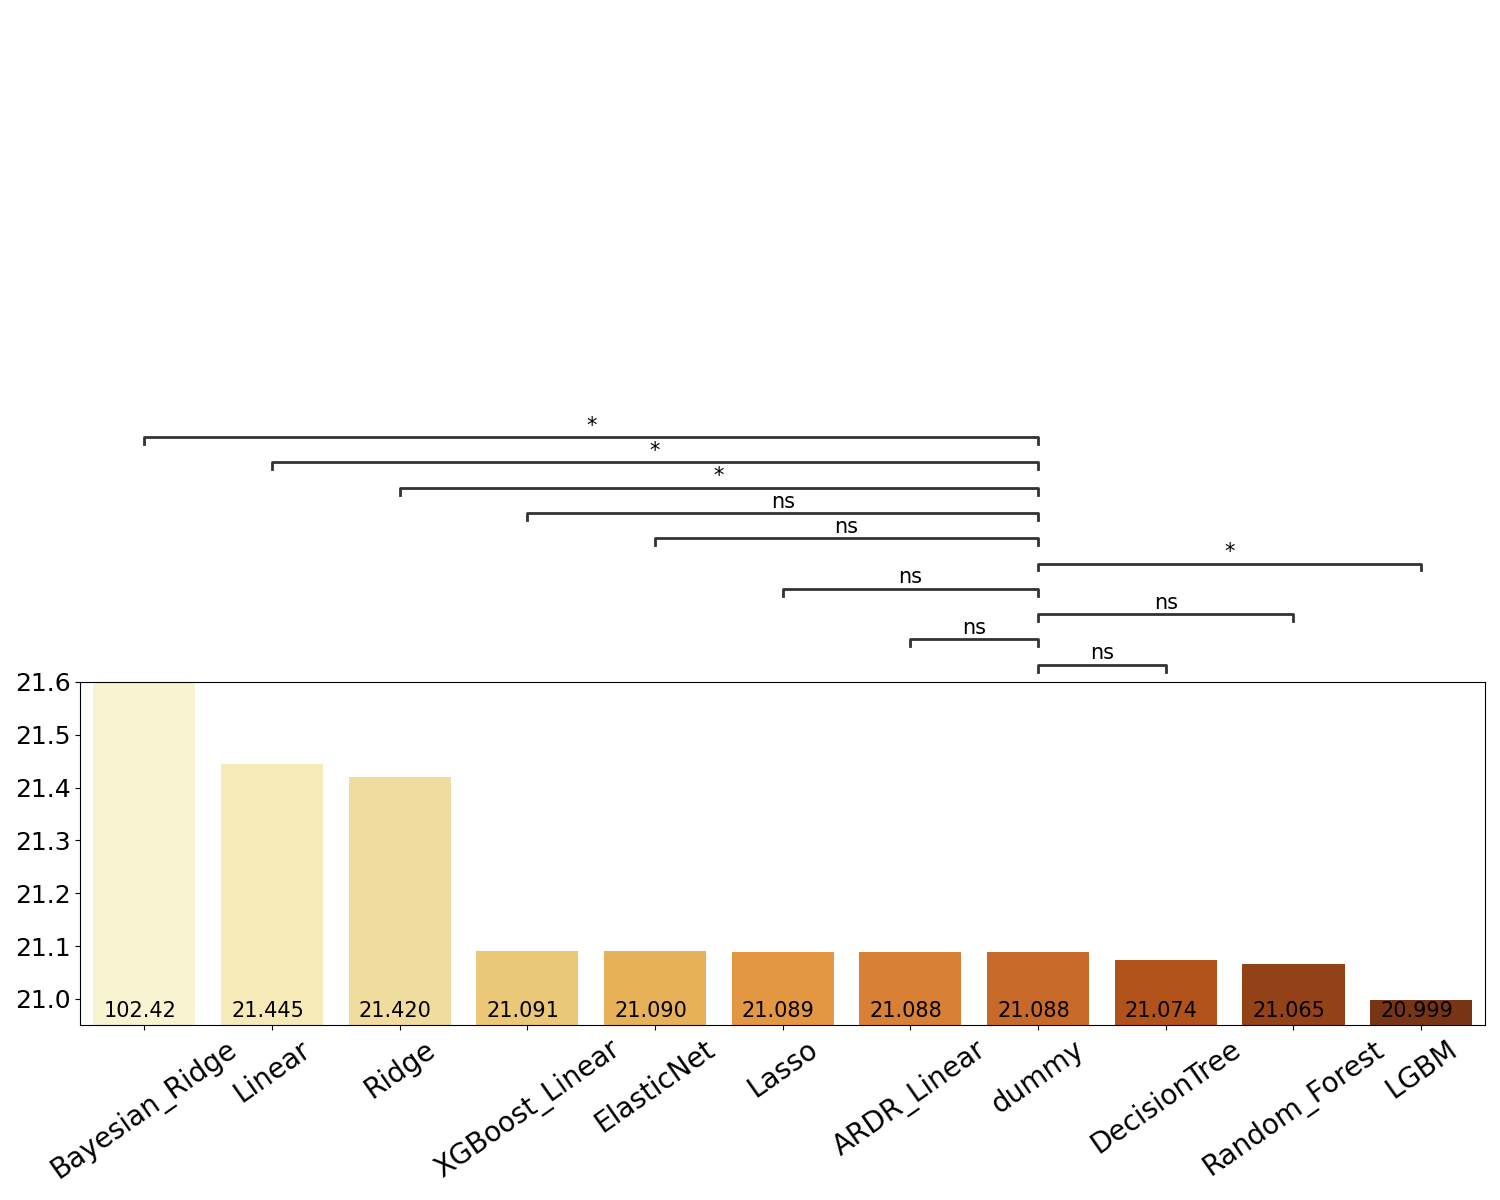 *
*
*
ns
ns
*
ns
ns
ns
ns
21.6
21.5
21.4
21.3
21.2
21.1
21.0
102.42 21.445 21.420 21.091 21.090 21.089 21.088 21.088 21.074 21.065 20.999
Bayesian_Ridge Linear Ridge XGBoost_Linear ElasticNet Lasso ARDR_Linear dummy DecisionTree Random_Forest LGBM